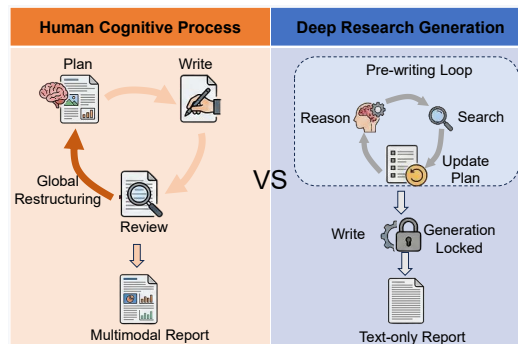 Human Cognitive Process
Plan
Write
Global
Restructuring
Review
Multimodal Report
VS
Deep Research Generation
Pre-writing Loop
Reason
Search
Update
Plan
Write
Generation
Locked
Text-only Report